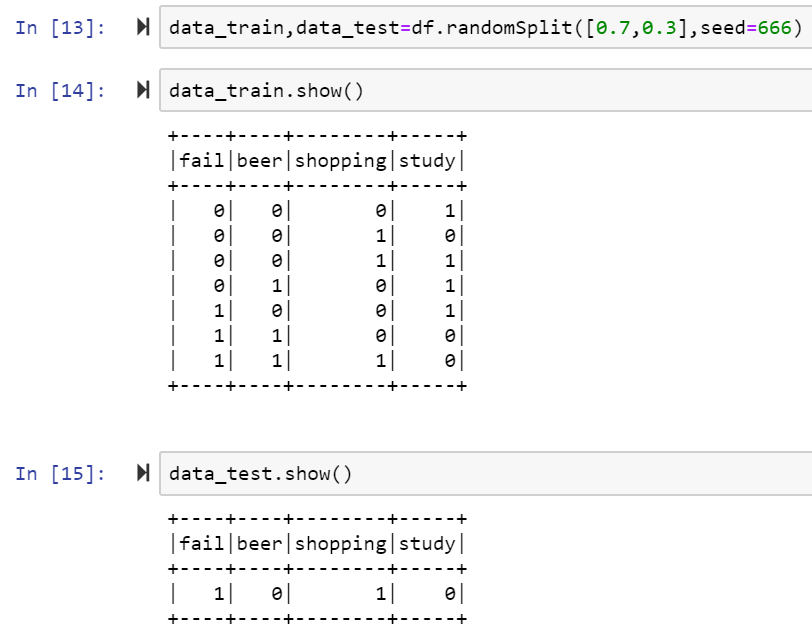 In [13]: data_train,data_test=df.randomSplit([0.7,0.3],seed=666)
In [14]: data_train.show()
+----+----+--------+-----+
|fail|beer|shopping|study|
+----+----+--------+-----+
|   0|   0|       0|    1|
|   0|   0|       1|    0|
|   0|   0|       1|    1|
|   0|   1|       0|    1|
|   1|   0|       0|    1|
|   1|   1|       0|    0|
|   1|   1|       1|    0|
+----+----+--------+-----+
In [15]: data_test.show()
+----+----+--------+-----+
|fail|beer|shopping|study|
+----+----+--------+-----+
|   1|   0|       1|    0|
+----+----+--------+-----+